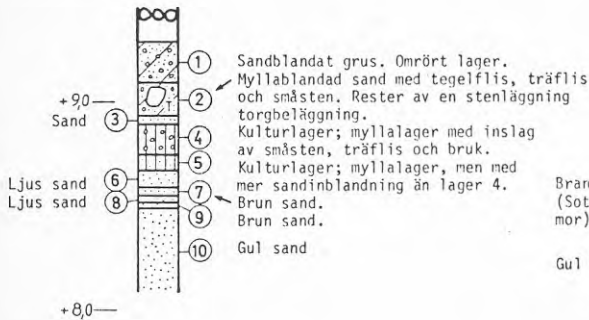 ① Sandblandat grus. Omrört lager.
② Myllablandad sand med tegelflis, träflis
och småsten. Rester av en stenläggning
torgbeläggning.
T
+9,0
Sand ③
④ Kulturlager; myllalager med inslag
av småsten, träflis och bruk.
⑤ Kulturlager; myllalager, men med
mer sandinblandning än lager 4.
Ljus sand ⑥
⑦ Brun sand.
Ljus sand ⑧
⑨ Brun sand.
⑩ Gul sand
+8,0
Bran
(Sot
mor)
Gul